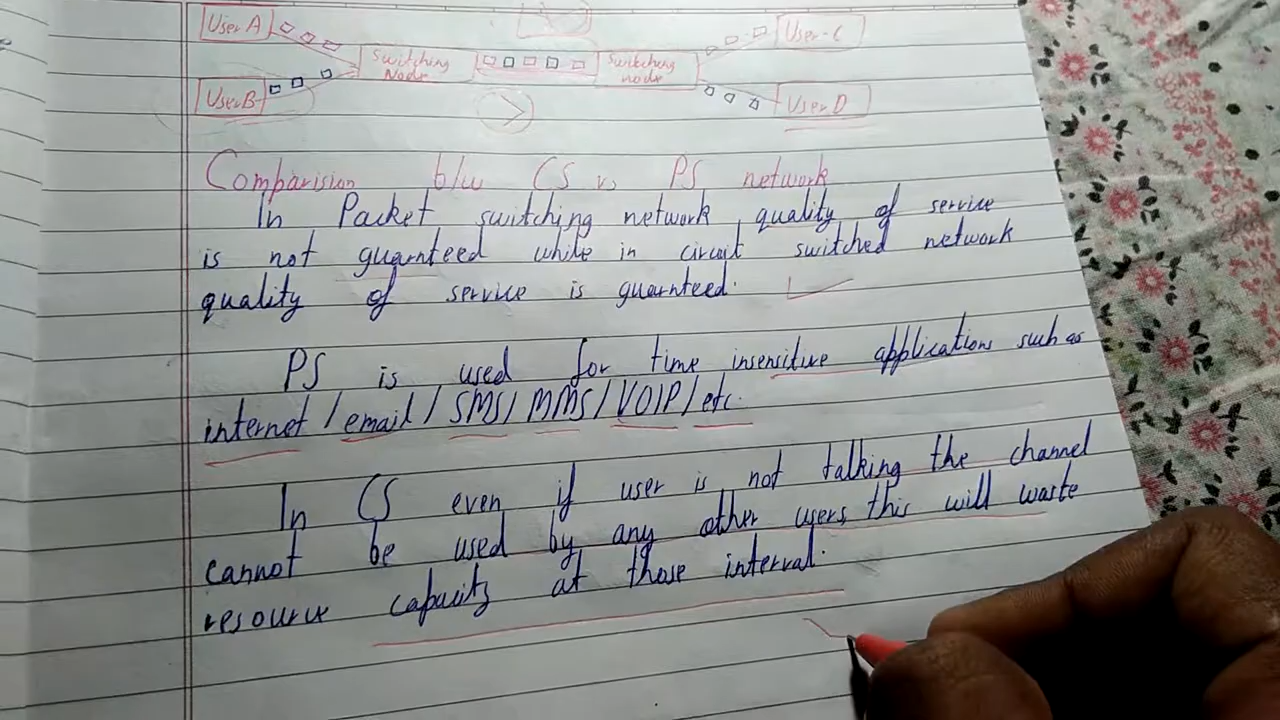 User A
User-C
Switching Node
Switching node
User B
User D
Comparision b/w CS vs PS network
In Packet switching network quality of service
is not guarnteed while in circuit switched network
quality of service is guarnteed.
PS is used for time insensitive applications such as
internet / email / SMS / MMS / VOIP / etc.
In CS even if user is not talking the channel
cannot be used by any other users this will waste
resource capacity at those interval.